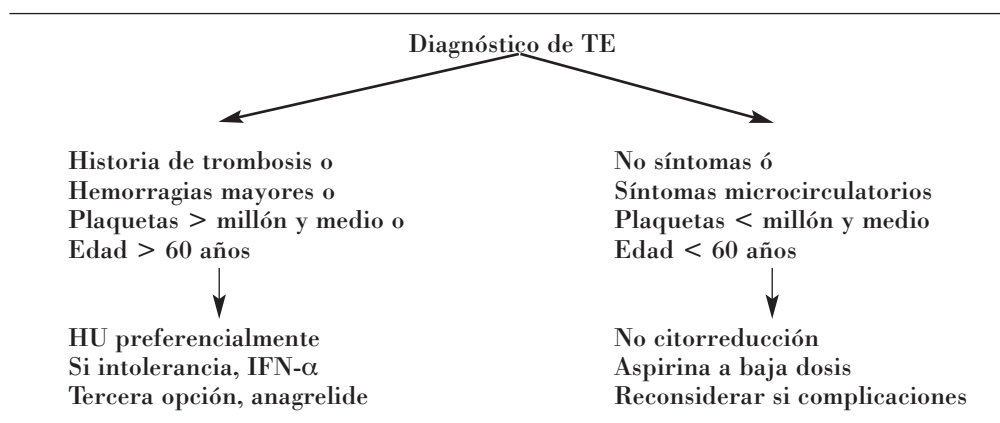 Diagnóstico de TE
Historia de trombosis o
Hemorragias mayores o
Plaquetas > millón y medio o
Edad > 60 años
No síntomas ó
Síntomas microcirculatorios
Plaquetas < millón y medio
Edad < 60 años
HU preferencialmente
Si intolerancia, IFN-α
Tercera opción, anagrelide
No citorreducción
Aspirina a baja dosis
Reconsiderar si complicaciones